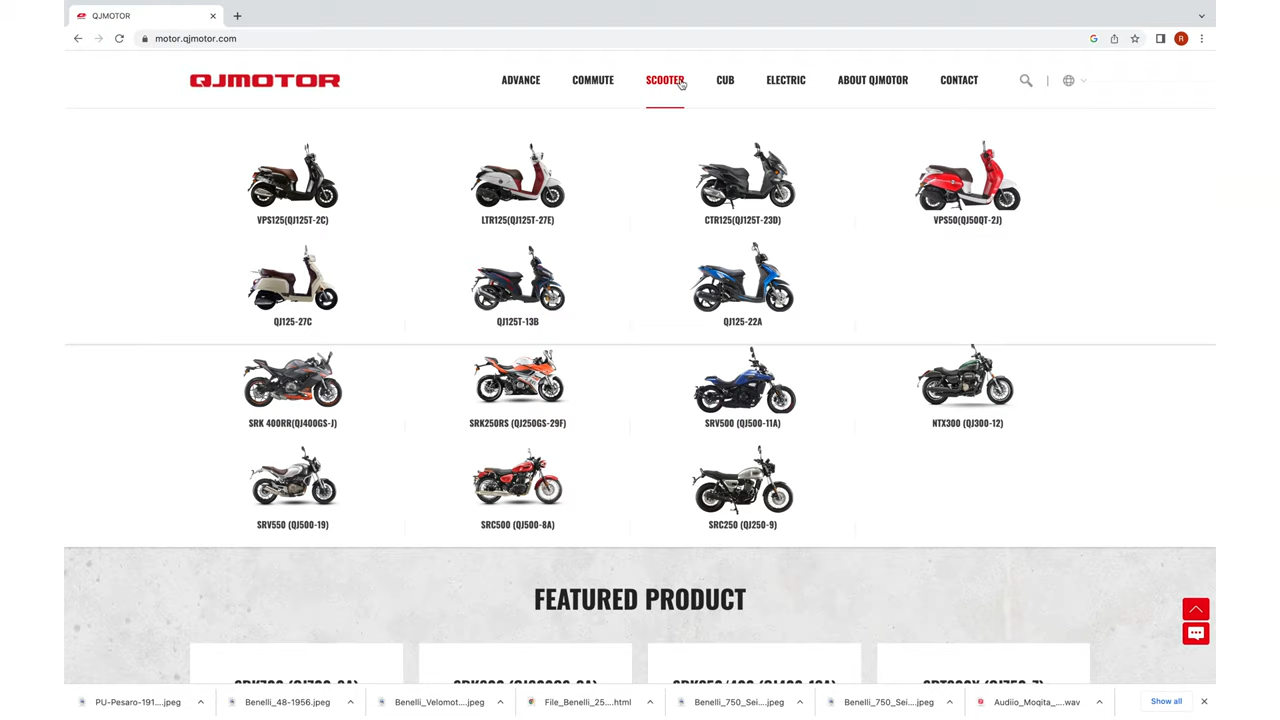 QJMOTOR
motor.qjmotor.com
R
QJMOTOR
ADVANCE COMMUTE SCOOTER CUB ELECTRIC ABOUT QJMOTOR CONTACT
VPS125(QJ125T-2C) LTR125(QJ125T-27E) CTR125(QJ125T-23D) VPS50(QJ50QT-2J)
QJ125-27C QJ125T-13B QJ125-22A
SRK 400RR(QJ400GS-J) SRK250RS (QJ250GS-29F) SRV500 (QJ500-11A) NTX300 (QJ300-12)
SRV550 (QJ500-19) SRC500 (QJ500-8A) SRC250 (QJ250-9)
FEATURED PRODUCT
PU-Pesaro-191....jpeg Benelli_48-1956.jpeg Benelli_Velomot....jpeg File_Benelli_25....html Benelli_750_Sei....jpeg Benelli_750_Sei....jpeg Audiio_Moqita_....wav Show all